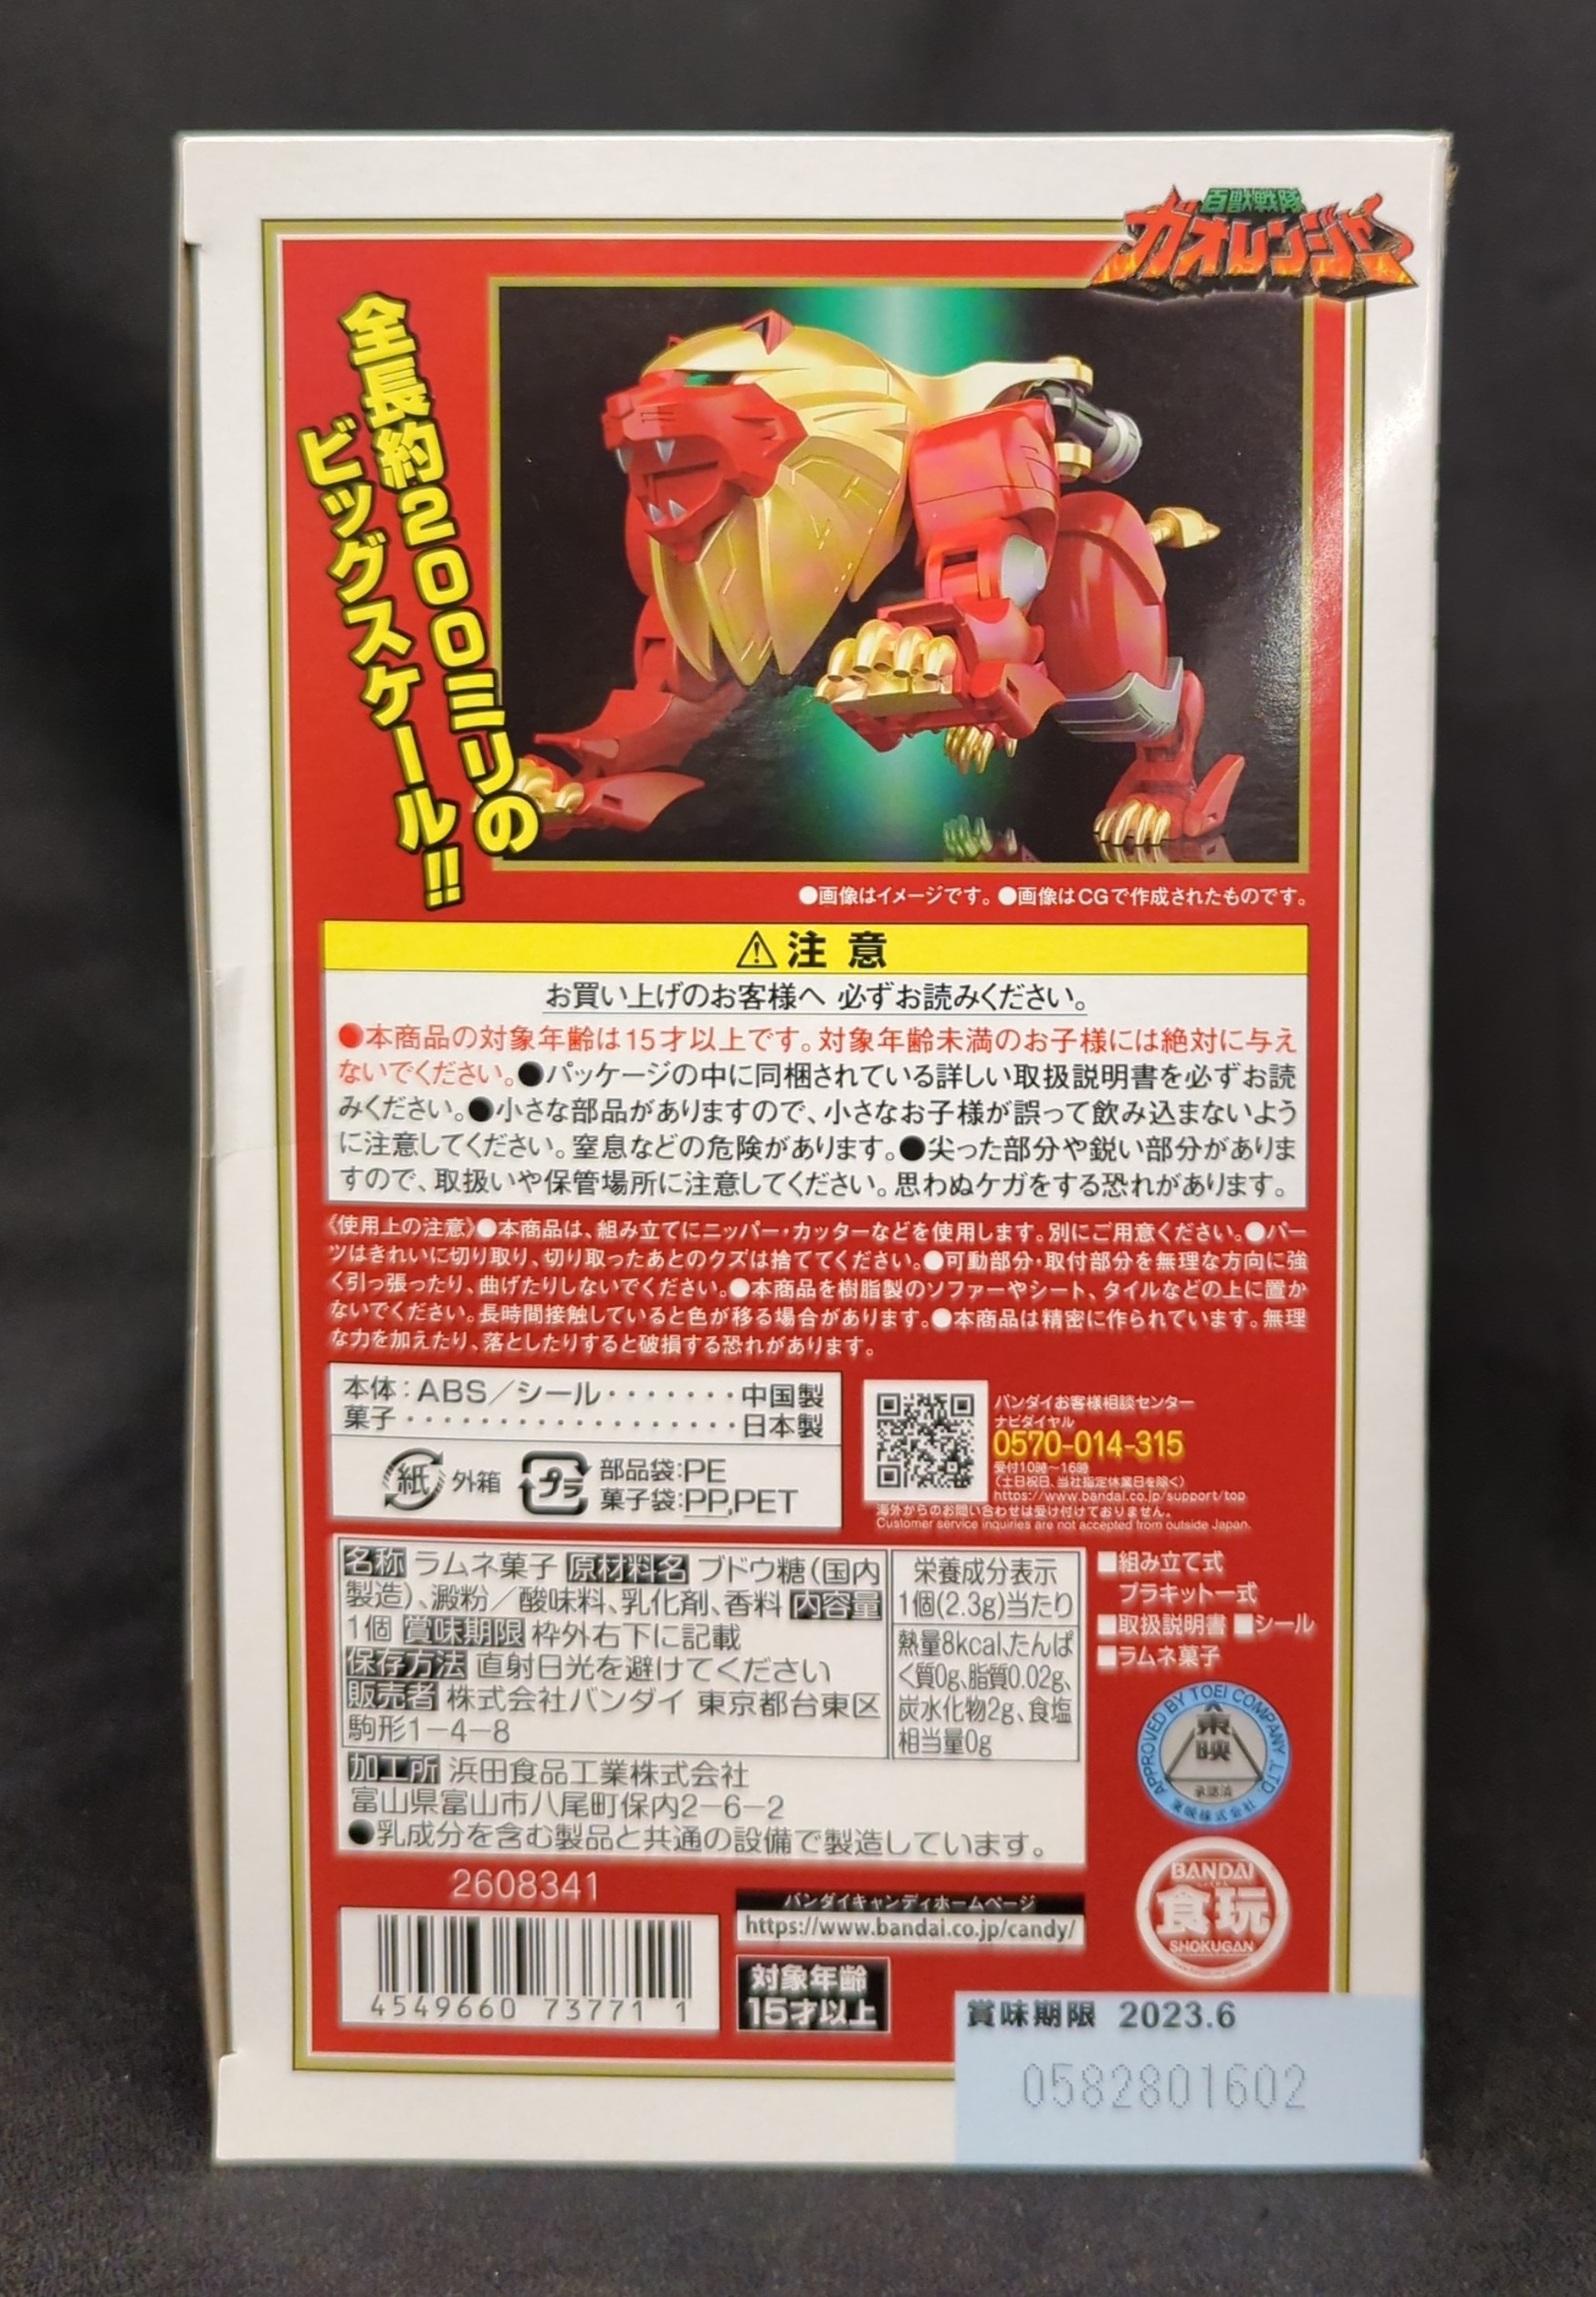 百獣戦隊
ガオレンジャー
全長約200ミリの
ビッグスケール!!
●画像はイメージです。●画像はCGで作成されたものです。
⚠注意
お買い上げのお客様へ 必ずお読みください。
●本商品の対象年齢は15才以上です。対象年齢未満のお子様には絶対に与え
ないでください。●パッケージの中に同梱されている詳しい取扱説明書を必ずお読
みください。●小さな部品がありますので、小さなお子様が誤って飲み込まないよう
に注意してください。窒息などの危険があります。●尖った部分や鋭い部分がありま
すので、取扱いや保管場所に注意してください。思わぬケガをする恐れがあります。
《使用上の注意》●本商品は、組み立てにニッパー・カッターなどを使用します。別にご用意ください。●パー
ツはきれいに切り取り、切り取ったあとのクズは捨ててください。●可動部分・取付部分を無理な方向に強
く引っ張ったり、曲げたりしないでください。●本商品を樹脂製のソファーやシート、タイルなどの上に置か
ないでください。長時間接触していると色が移る場合があります。●本商品は精密に作られています。無理
な力を加えたり、落としたりすると破損する恐れがあります。
本体:ABS／シール・・・・・・・中国製
菓子・・・・・・・・・・・・・・・・・・日本製
紙 外箱 プラ 部品袋:PE
菓子袋:PP,PET
バンダイお客様相談センター
ナビダイヤル
0570-014-315
受付10時～16時
(土日祝日、当社指定休業日を除く)
https://www.bandai.co.jp/support/top
海外からのお問い合わせは受け付けておりません。
Customer service inquiries are not accepted from outside Japan.
名称 ラムネ菓子 原材料名 ブドウ糖(国内
製造)、澱粉／酸味料、乳化剤、香料 内容量
1個 賞味期限 枠外右下に記載
保存方法 直射日光を避けてください
販売者 株式会社バンダイ 東京都台東区
駒形1－4－8
加工所 浜田食品工業株式会社
富山県富山市八尾町保内2－6－2
●乳成分を含む製品と共通の設備で製造しています。
栄養成分表示
1個(2.3g)当たり
熱量8kcal、たんぱ
く質0g、脂質0.02g、
炭水化物2g、食塩
相当量0g
■組み立て式
プラキット一式
■取扱説明書 ■シール
■ラムネ菓子
APPROVED BY TOEI COMPANY, LTD.
東映
承認済
東映株式会社
BANDAI
食玩
SHOKUGAN
2608341
4549660 73771 1
バンダイキャンディホームページ
https://www.bandai.co.jp/candy/
対象年齢
15才以上
賞味期限 2023.6
0582801602